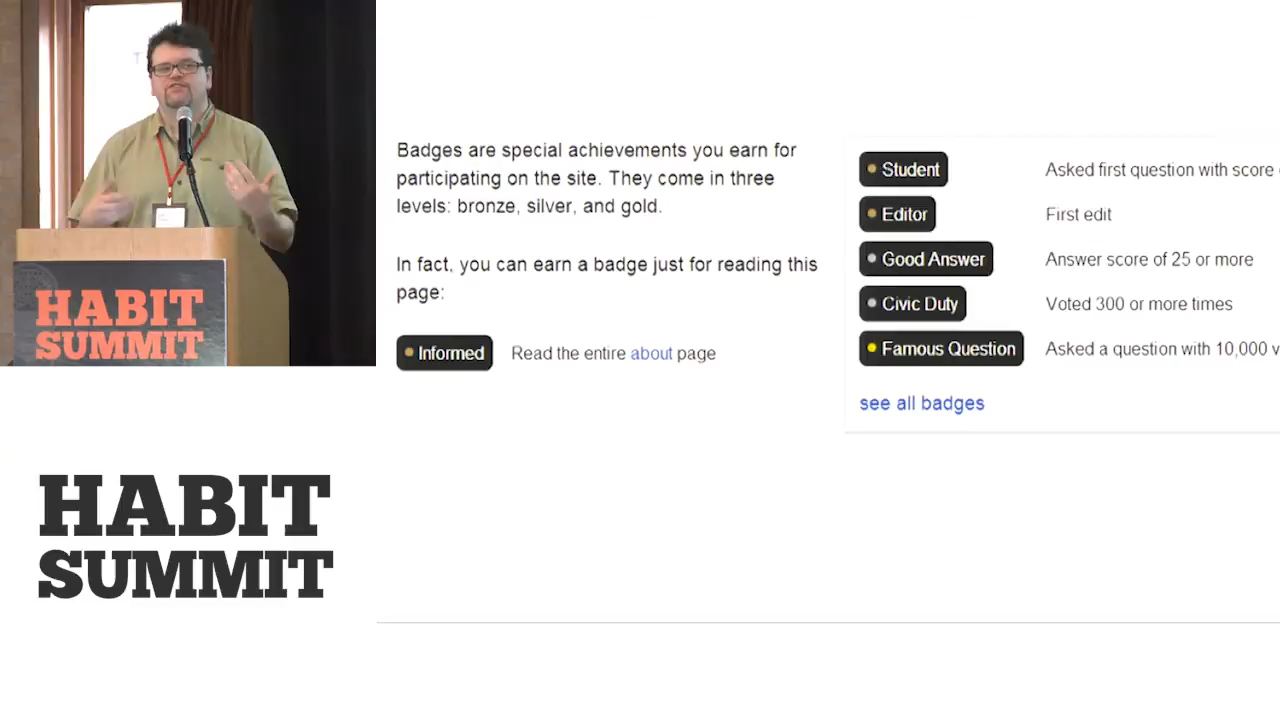 HABIT
SUMMIT
HABIT
SUMMIT
Badges are special achievements you earn for
participating on the site. They come in three
levels: bronze, silver, and gold.
In fact, you can earn a badge just for reading this
page:
Informed Read the entire about page
Student Asked first question with score
Editor First edit
Good Answer Answer score of 25 or more
Civic Duty Voted 300 or more times
Famous Question Asked a question with 10,000 v
see all badges